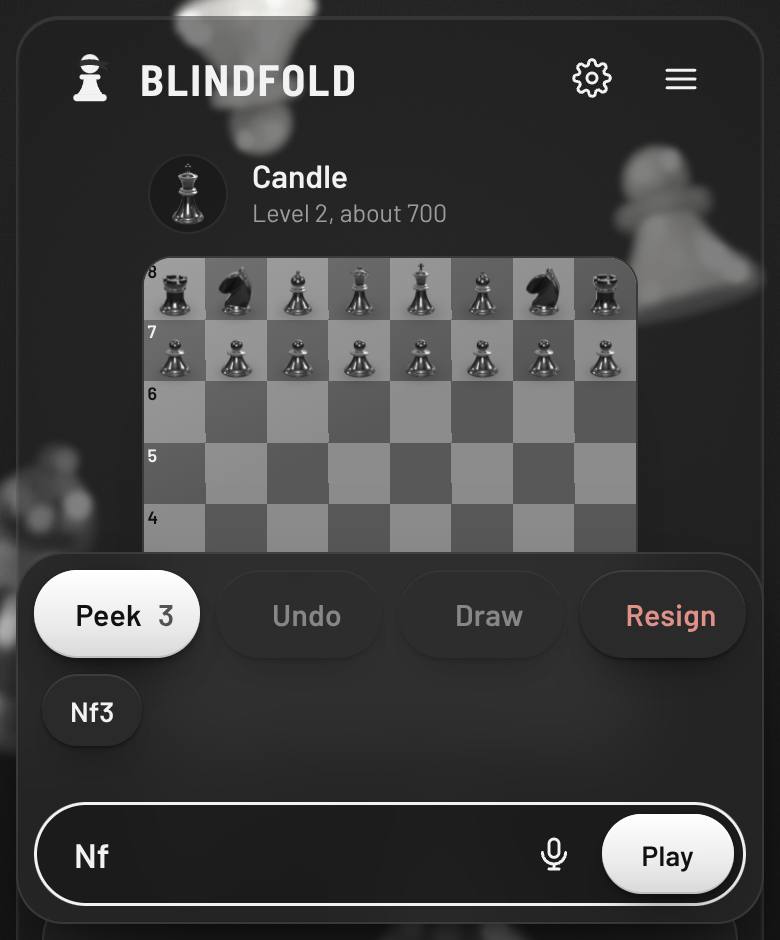 BLINDFOLD
Candle
Level 2, about 700
8
7
6
5
4
Peek 3 Undo Draw Resign
Nf3
Nf Play